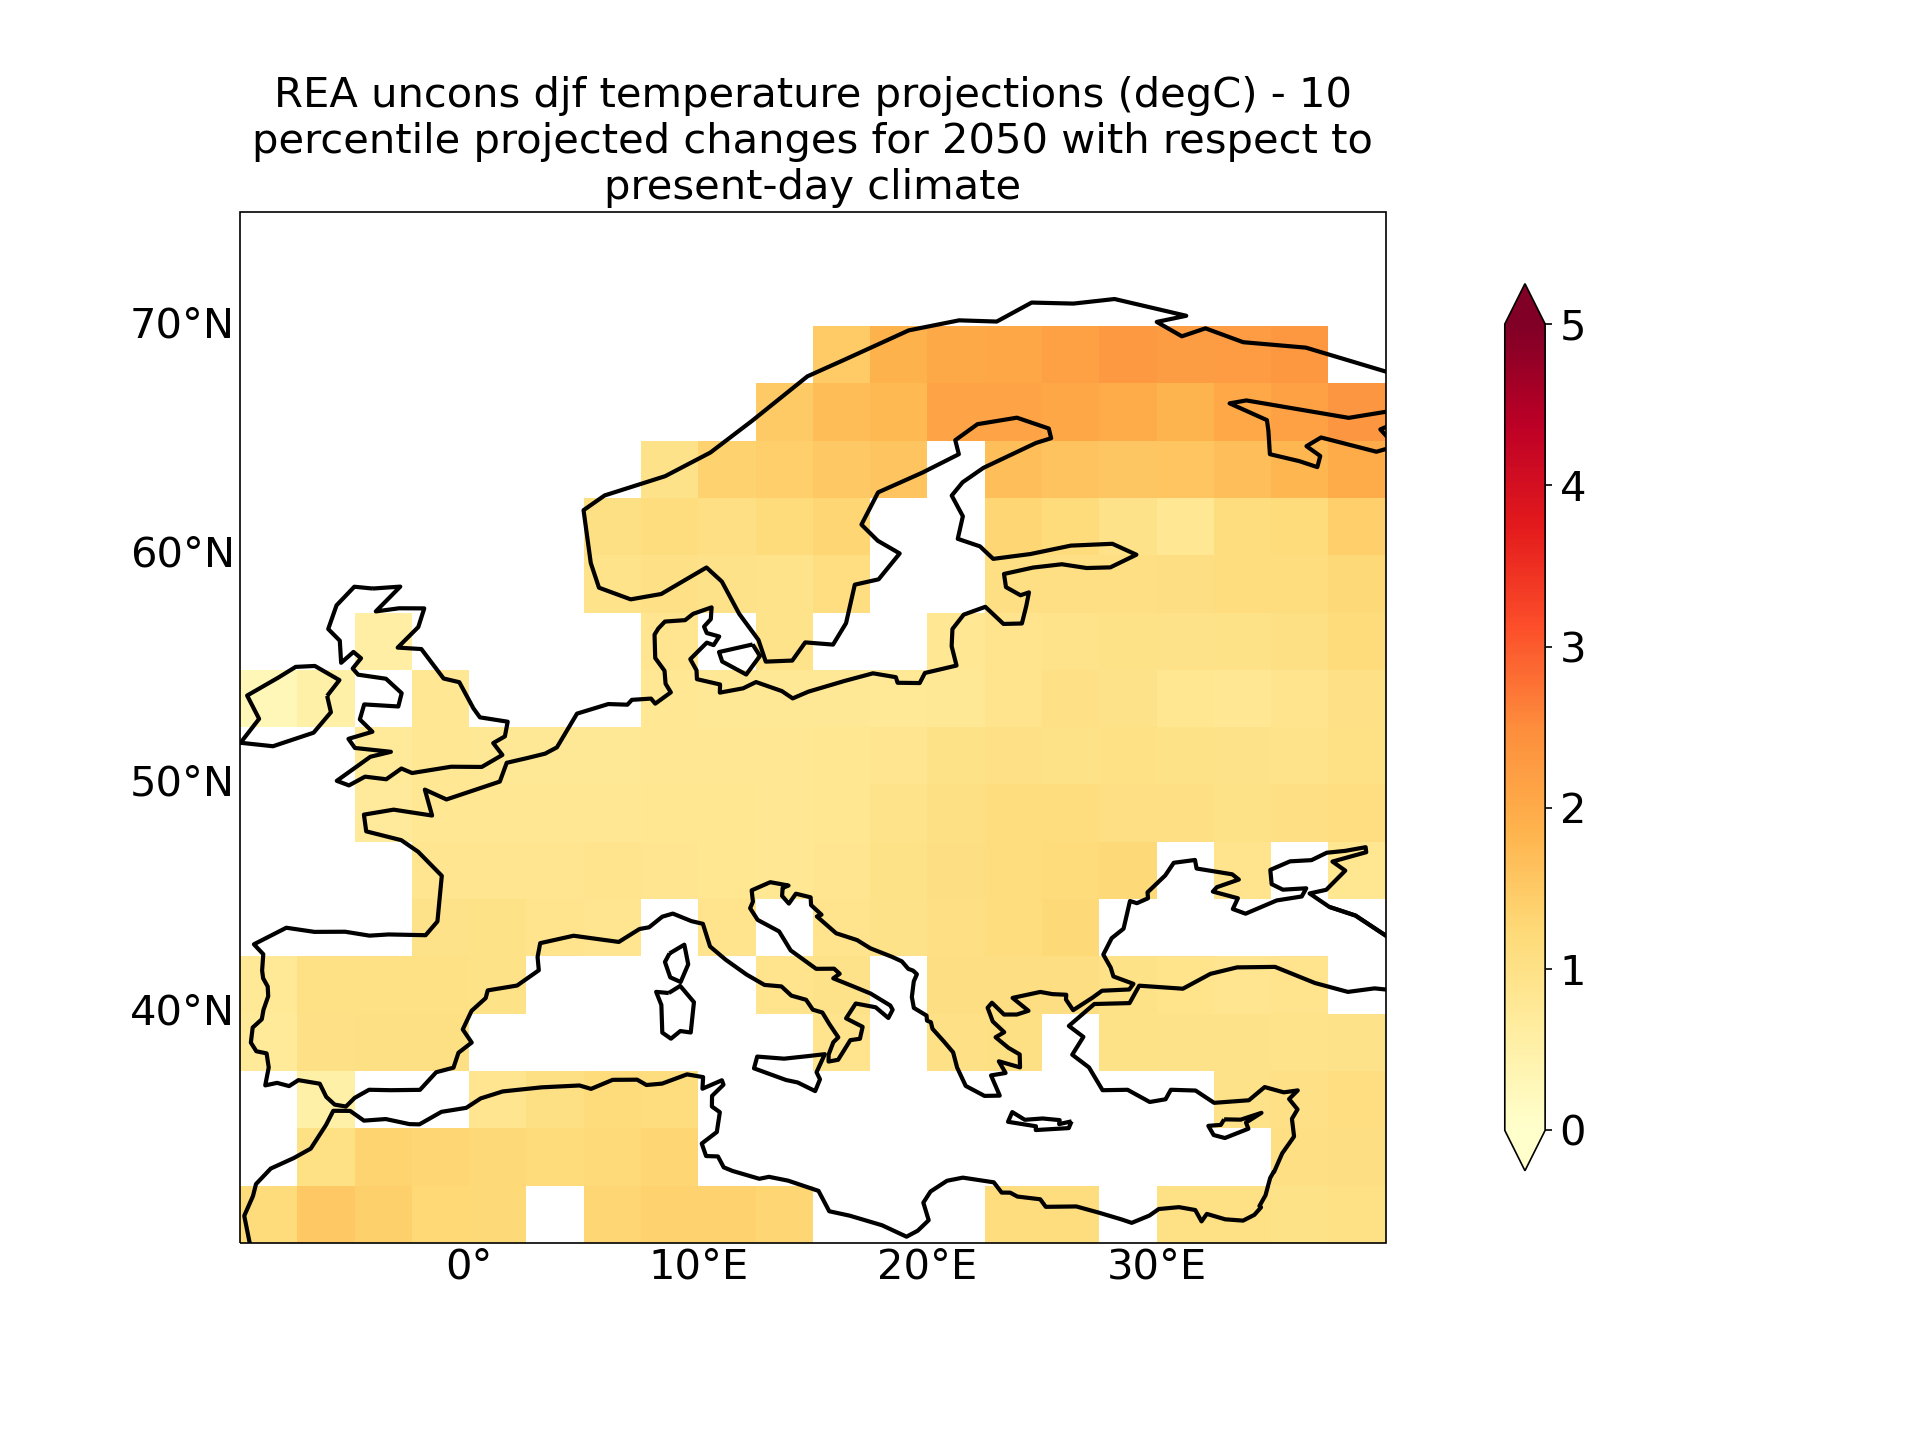 REA uncons djf temperature projections (degC) - 10
percentile projected changes for 2050 with respect to
present-day climate
70°N
60°N
50°N
40°N
0°
10°E
20°E
30°E
5
4
3
2
1
0